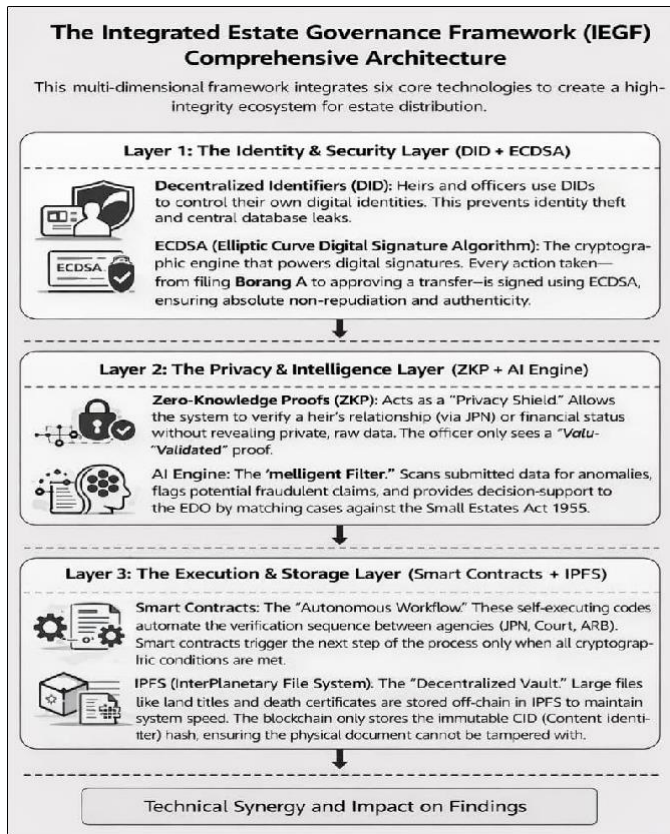 The Integrated Estate Governance Framework (IEGF)
Comprehensive Architecture
This multi-dimensional framework integrates six core technologies to create a high-
integrity ecosystem for estate distribution.
Layer 1: The Identity & Security Layer (DID + ECDSA)
Decentralized Identifiers (DID): Heirs and officers use DIDs
to control their own digital identities. This prevents identity theft
and central database leaks.
ECDSA
ECDSA (Elliptic Curve Digital Signature Algorithm): The cryptogra-
phic engine that powers digital signatures. Every action taken—
from filing Borang A to approving a transfer—is signed using ECDSA,
ensuring absolute non-repudiation and authenticity.
Layer 2: The Privacy & Intelligence Layer (ZKP + AI Engine)
Zero-Knowledge Proofs (ZKP): Acts as a "Privacy Shield." Allows
the system to verify a heir's relationship (via JPN) or financial status
without revealing private, raw data. The officer only sees a "Valu-
"Validated" proof.
AI Engine: The 'melligent Filter." Scans submitted data for anomalies,
flags potential fraudulent claims, and provides decision-support to
the EDO by matching cases against the Small Estates Act 1955.
Layer 3: The Execution & Storage Layer (Smart Contracts + IPFS)
Smart Contracts: The "Autonomous Workflow." These self-executing codes
automate the verification sequence between agencies (JPN, Court, ARB).
Smart contracts trigger the next step of the process only when all cryptograp-
lric conditions are met.
IPFS (InterPlanetary File System). The "Decentralized Vault." Large files
like land titles and death certificates are stored off-chain in IPFS to maintain
system speed. The blockchain only stores the immutable CID (Content identi-
tter) hash, ensuring the physical document cannot be tampered with.
Technical Synergy and Impact on Findings